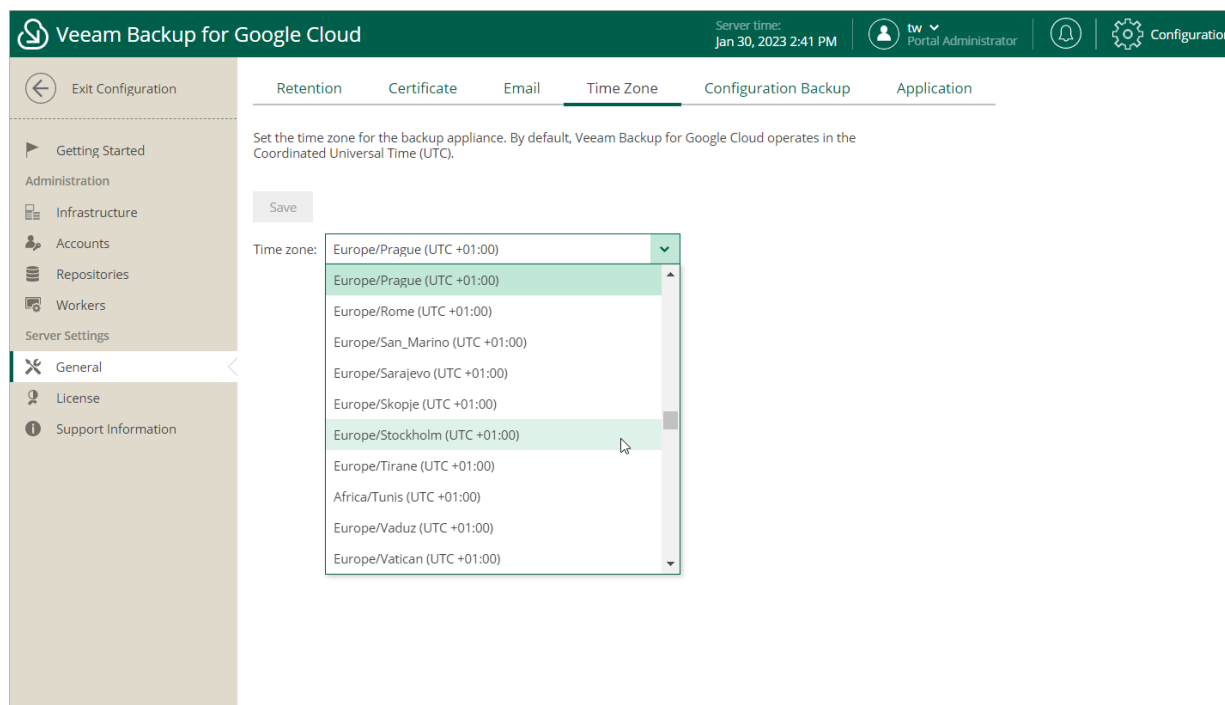 Veeam Backup for Google Cloud
Server time:
Jan 30, 2023 2:41 PM
tw
Portal Administrator
Configuration
Exit Configuration
Getting Started
Administration
Infrastructure
Accounts
Repositories
Workers
Server Settings
General
License
Support Information
Retention
Certificate
Email
Time Zone
Configuration Backup
Application
Set the time zone for the backup appliance. By default, Veeam Backup for Google Cloud operates in the
Coordinated Universal Time (UTC).
Save
Time zone:
Europe/Prague (UTC +01:00)
Europe/Prague (UTC +01:00)
Europe/Rome (UTC +01:00)
Europe/San_Marino (UTC +01:00)
Europe/Sarajevo (UTC +01:00)
Europe/Skopje (UTC +01:00)
Europe/Stockholm (UTC +01:00)
Europe/Tirane (UTC +01:00)
Africa/Tunis (UTC +01:00)
Europe/Vaduz (UTC +01:00)
Europe/Vatican (UTC +01:00)